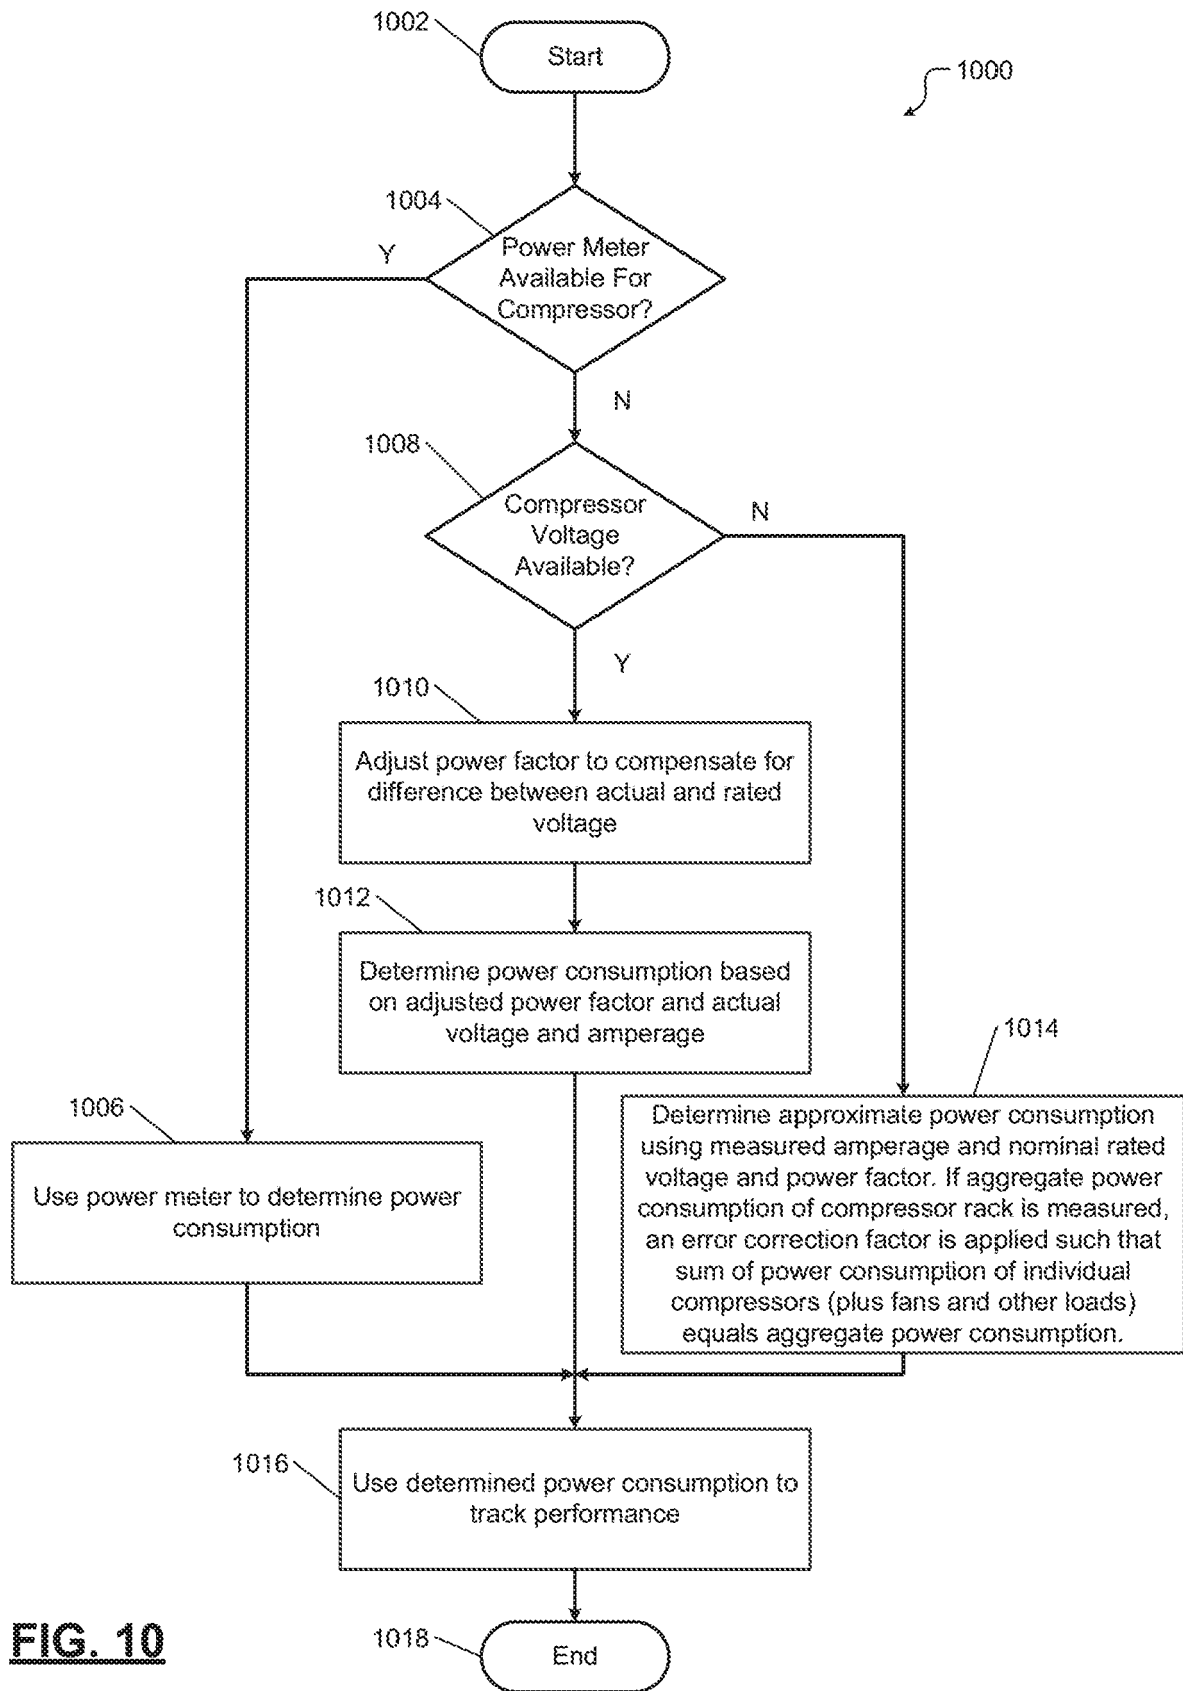 1002
Start
1000
1004
Power Meter
Available For
Compressor?
Y
N
1008
Compressor
Voltage
Available?
N
Y
1010
Adjust power factor to compensate for
difference between actual and rated
voltage
1012
Determine power consumption based
on adjusted power factor and actual
voltage and amperage
1014
Determine approximate power consumption
using measured amperage and nominal rated
voltage and power factor. If aggregate power
consumption of compressor rack is measured,
an error correction factor is applied such that
sum of power consumption of individual
compressors (plus fans and other loads)
equals aggregate power consumption.
1006
Use power meter to determine power
consumption
1016
Use determined power consumption to
track performance
1018
End
FIG. 10